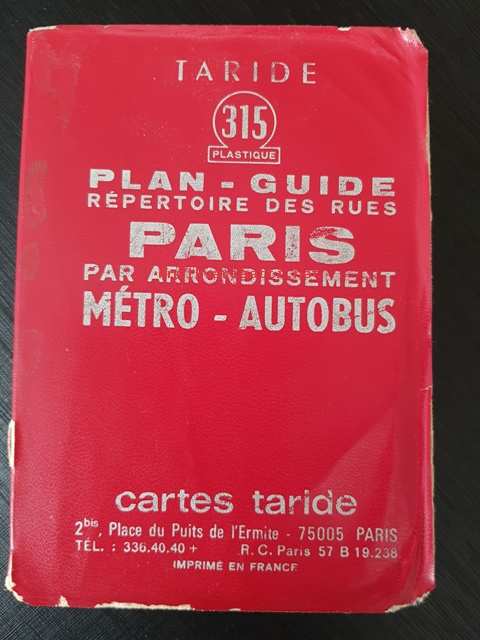 TARIDE
315
PLASTIQUE
PLAN - GUIDE
RÉPERTOIRE DES RUES
PARIS
PAR ARRONDISSEMENT
MÉTRO - AUTOBUS
cartes taride
2bis, Place du Puits de l'Ermite - 75005 PARIS
TÉL. : 336.40.40 + R.C. Paris 57 B 19.238
IMPRIMÉ EN FRANCE